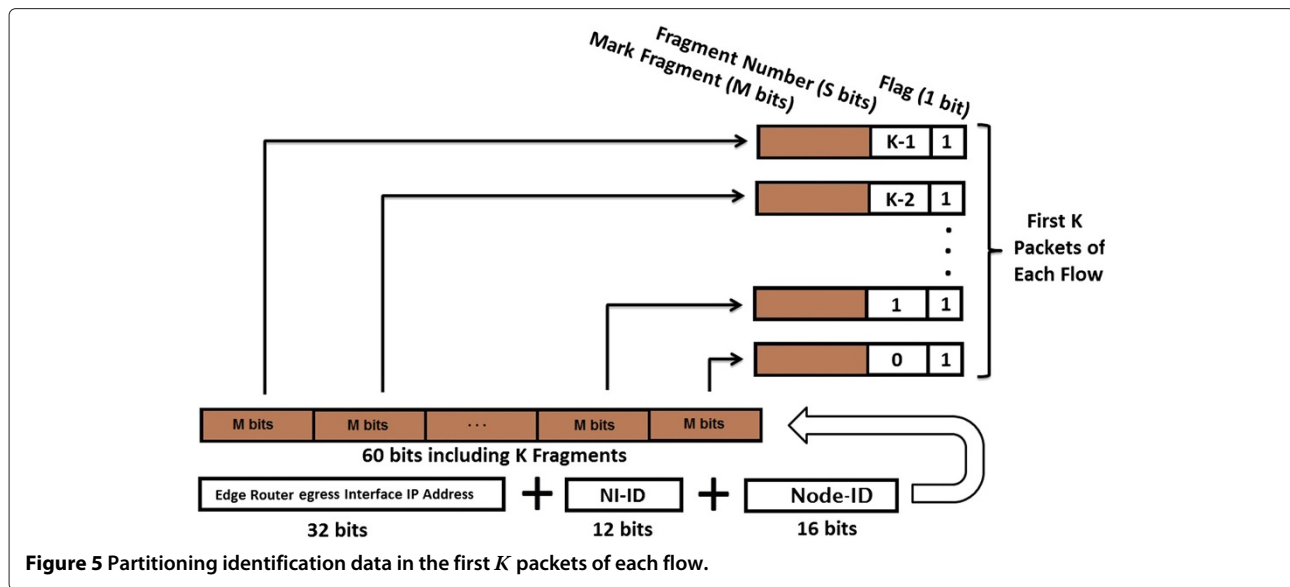 Fragment Number (S bits)
Mark Fragment (M bits)
Flag (1 bit)
K-1 1
K-2 1
First K
Packets of
Each Flow
1 1
0 1
M bits M bits . . . M bits M bits
60 bits including K Fragments
Edge Router egress Interface IP Address + NI-ID + Node-ID
32 bits 12 bits 16 bits
Figure 5 Partitioning identification data in the first K packets of each flow.